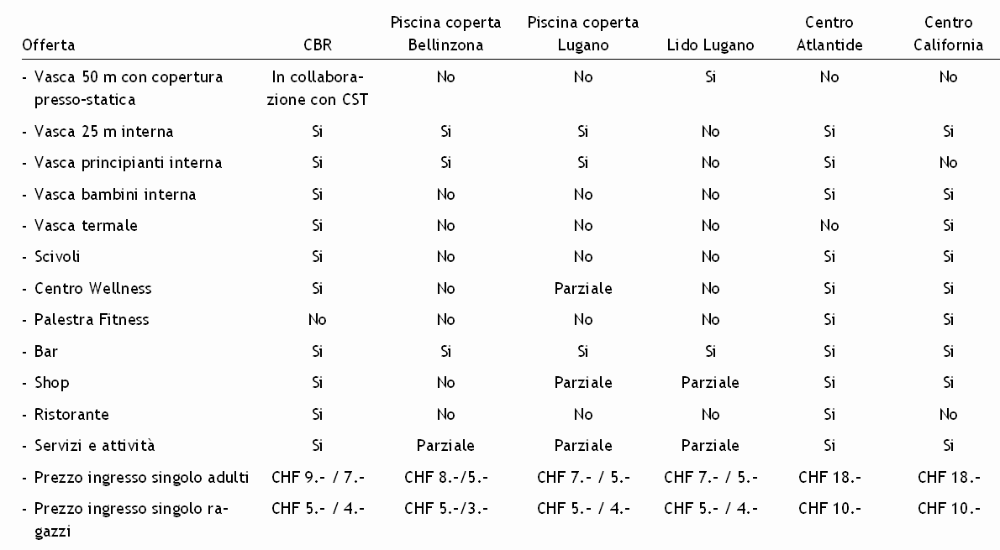 Piscina coperta Piscina coperta Centro Centro
Offerta CBR Bellinzona Lugano Lido Lugano Atlantide California
- Vasca 50 m con copertura In collabora- No No Si No No
presso-statica zione con CST
- Vasca 25 m interna Si Si Si No Si Si
- Vasca principianti interna Si Si Si No Si No
- Vasca bambini interna Si No No No Si Si
- Vasca termale Si No No No No Si
- Scivoli Si No No No Si Si
- Centro Wellness Si No Parziale No Si Si
- Palestra Fitness No No No No Si Si
- Bar Si Si Si Si Si Si
- Shop Si No Parziale Parziale Si Si
- Ristorante Si No No No Si No
- Servizi e attività Si Parziale Parziale Parziale Si Si
- Prezzo ingresso singolo adulti CHF 9.- / 7.- CHF 8.-/5.- CHF 7.- / 5.- CHF 7.- / 5.- CHF 18.- CHF 18.-
- Prezzo ingresso singolo ra- CHF 5.- / 4.- CHF 5.-/3.- CHF 5.- / 4.- CHF 5.- / 4.- CHF 10.- CHF 10.-
gazzi